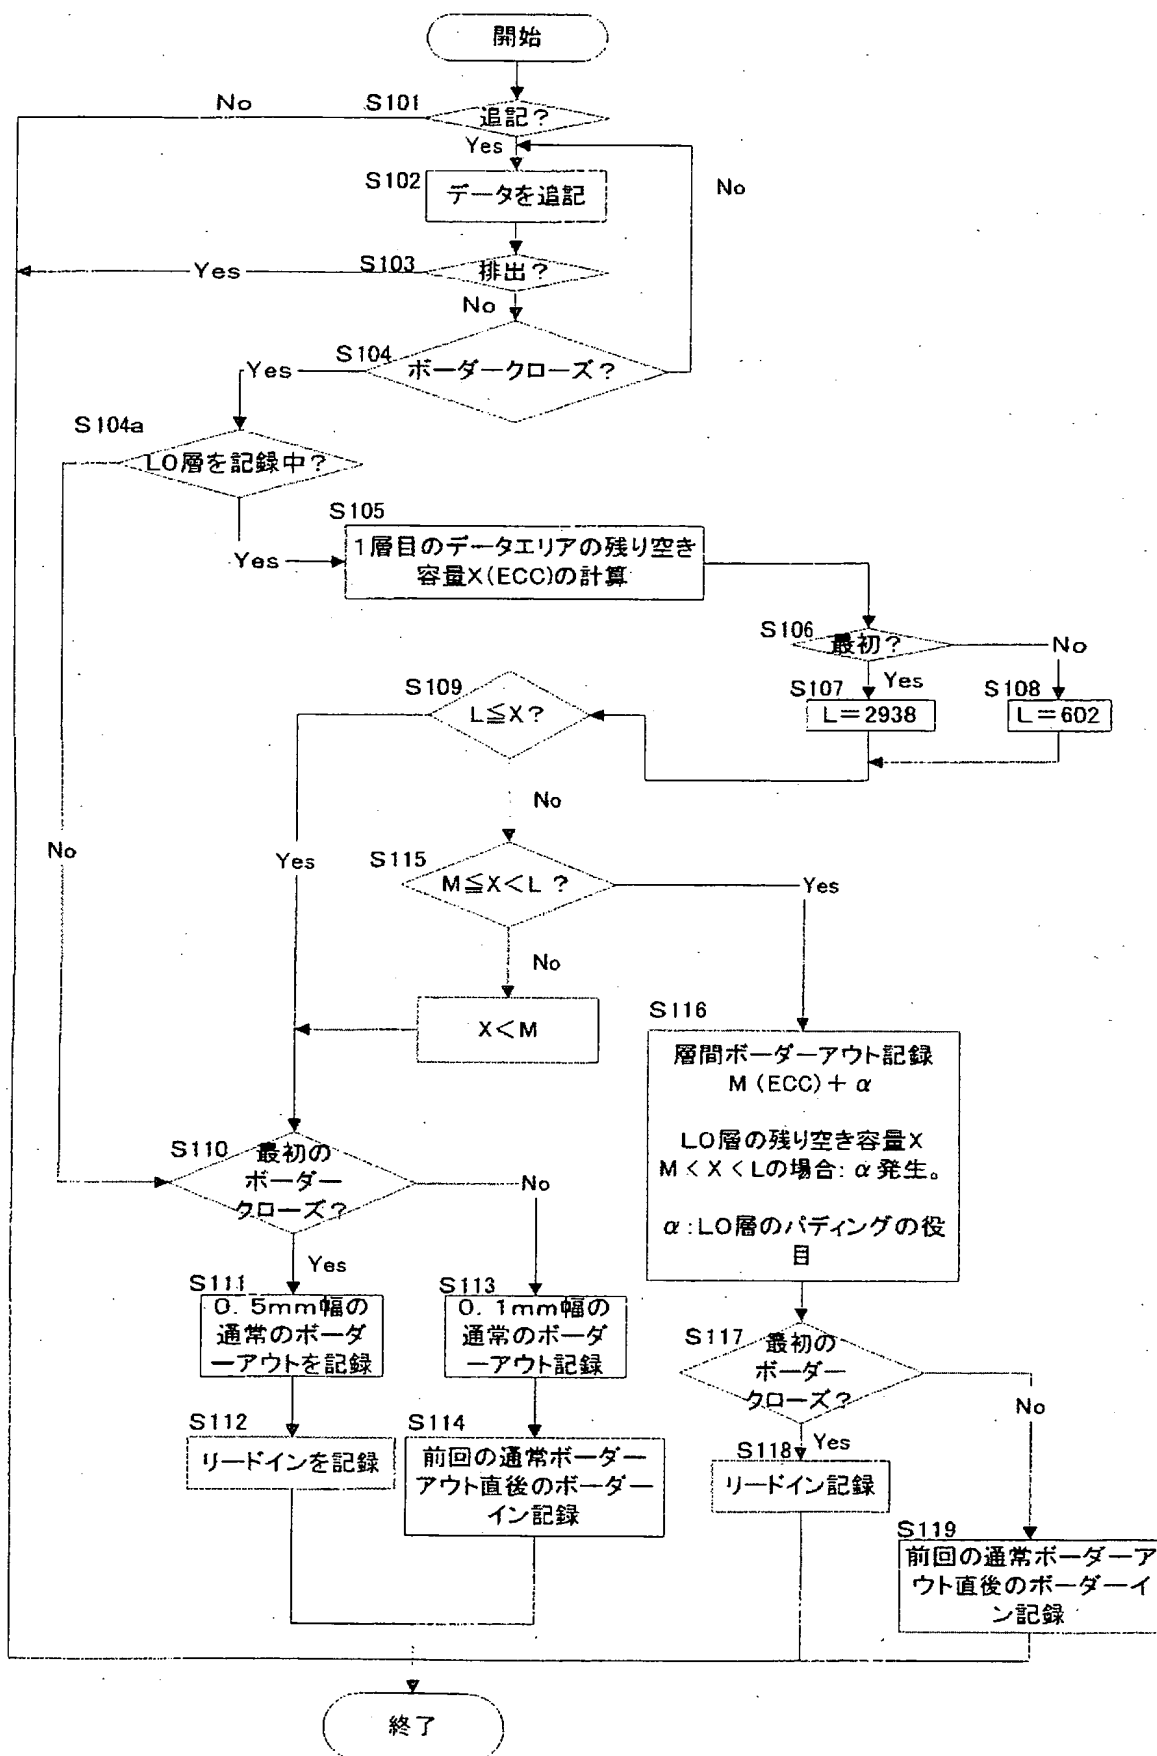 開始
No
S101
追記?
Yes
S102
データを追記
No
Yes
S103
排出?
No
S104
ボーダークローズ?
Yes
S104a
L0層を記録中?
S105
1層目のデータエリアの残り空き
容量X(ECC)の計算
Yes
S106
最初?
No
S109
L≦X?
S107
Yes
S108
L=2938
L=602
No
No
Yes
S115
M≦X<L ?
Yes
No
X<M
S116
層間ボーダーアウト記録
M(ECC)+ α
L0層の残り空き容量X
M<X<Lの場合: α発生。
α:L0層のパディングの役
目
S110
最初の
ボーダー
クローズ?
No
Yes
S111
0.5mm幅の
通常のボーダ
ーアウトを記録
S113
0.1mm幅の
通常のボーダ
ーアウト記録
S117
最初の
ボーダー
クローズ?
No
S112
リードインを記録
S114
前回の通常ボーダー
アウト直後のボーダー
イン記録
S118
Yes
リードイン記録
S119
前回の通常ボーダーア
ウト直後のボーダーイ
ン記録
終了